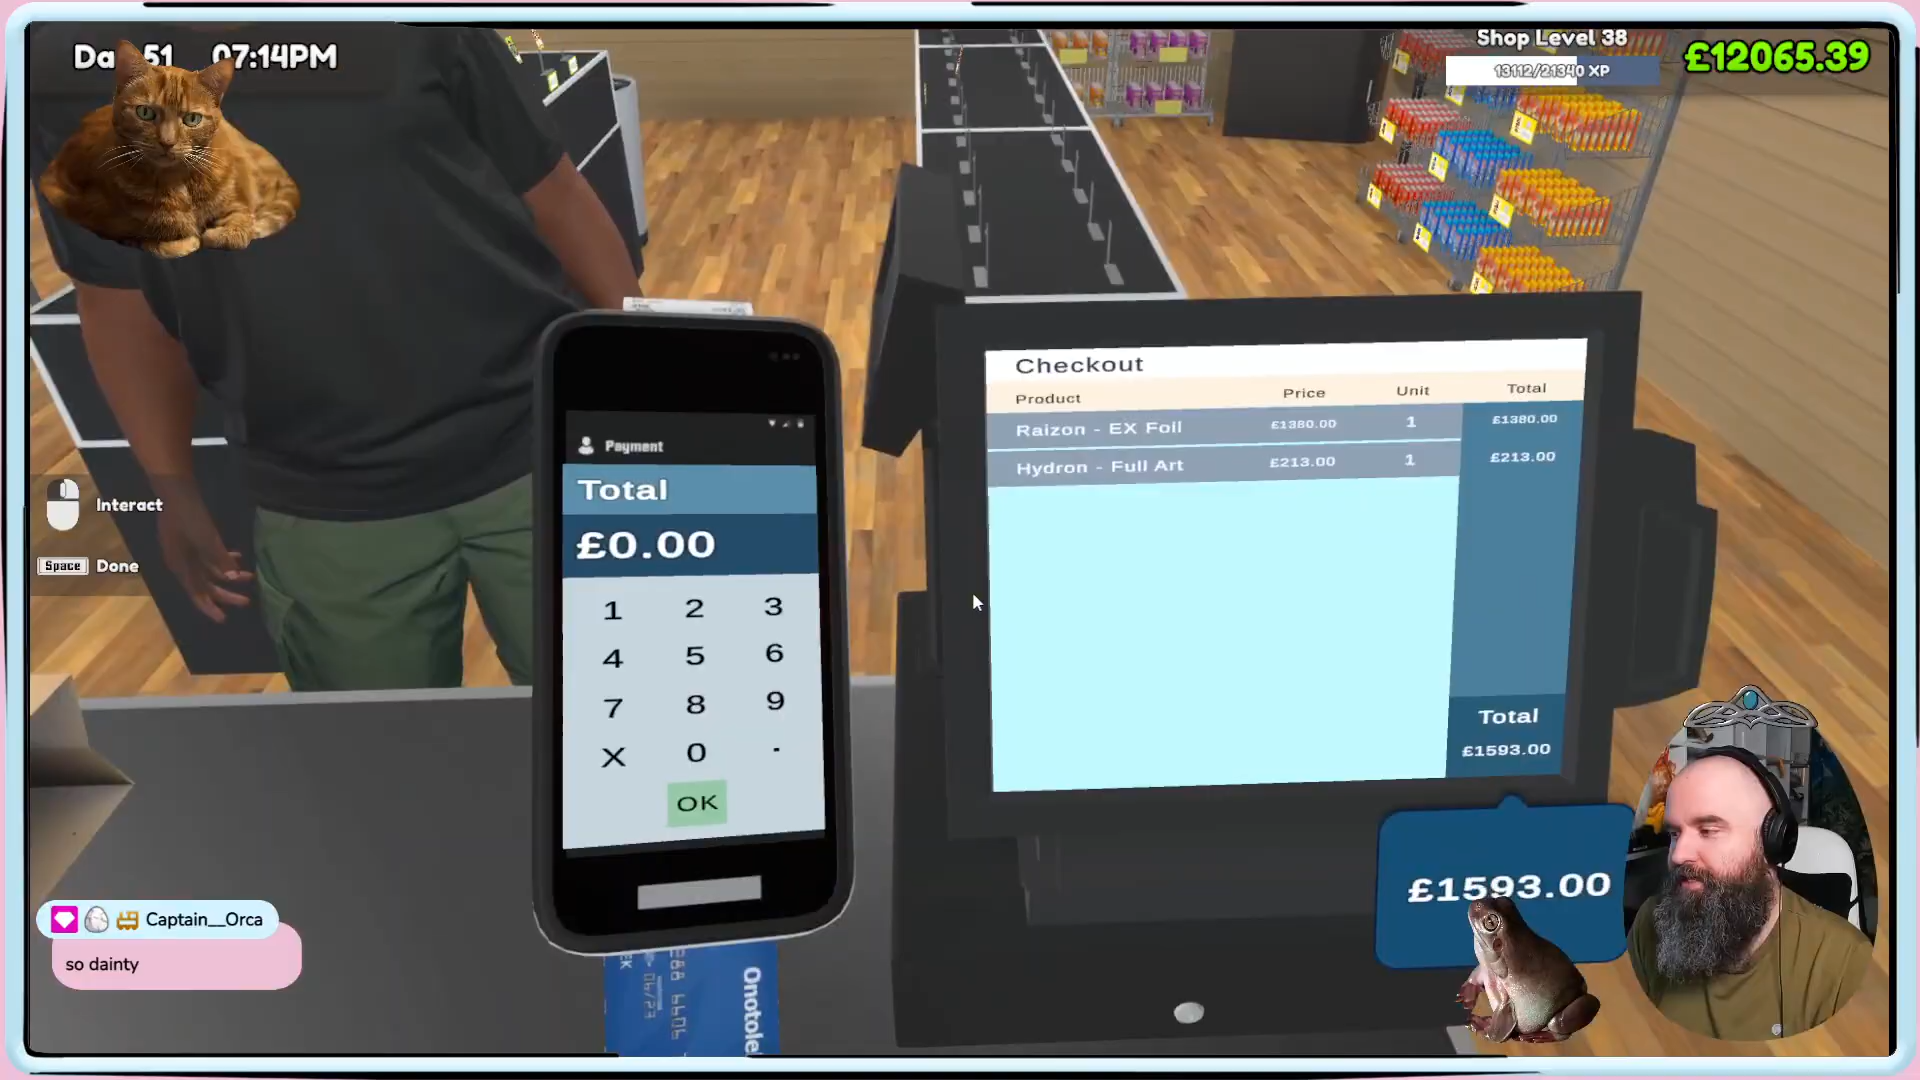 Da 51 07:14PM
Shop Level 38
13112/21340 XP
£12065.39
Interact
Space Done
Payment
Total
£0.00
1 2 3
4 5 6
7 8 9
X 0 .
OK
Checkout
Product Price Unit Total
Raizon - EX Foil £1380.00 1 £1380.00
Hydron - Full Art £213.00 1 £213.00
Total
£1593.00
£1593.00
Captain__Orca
so dainty